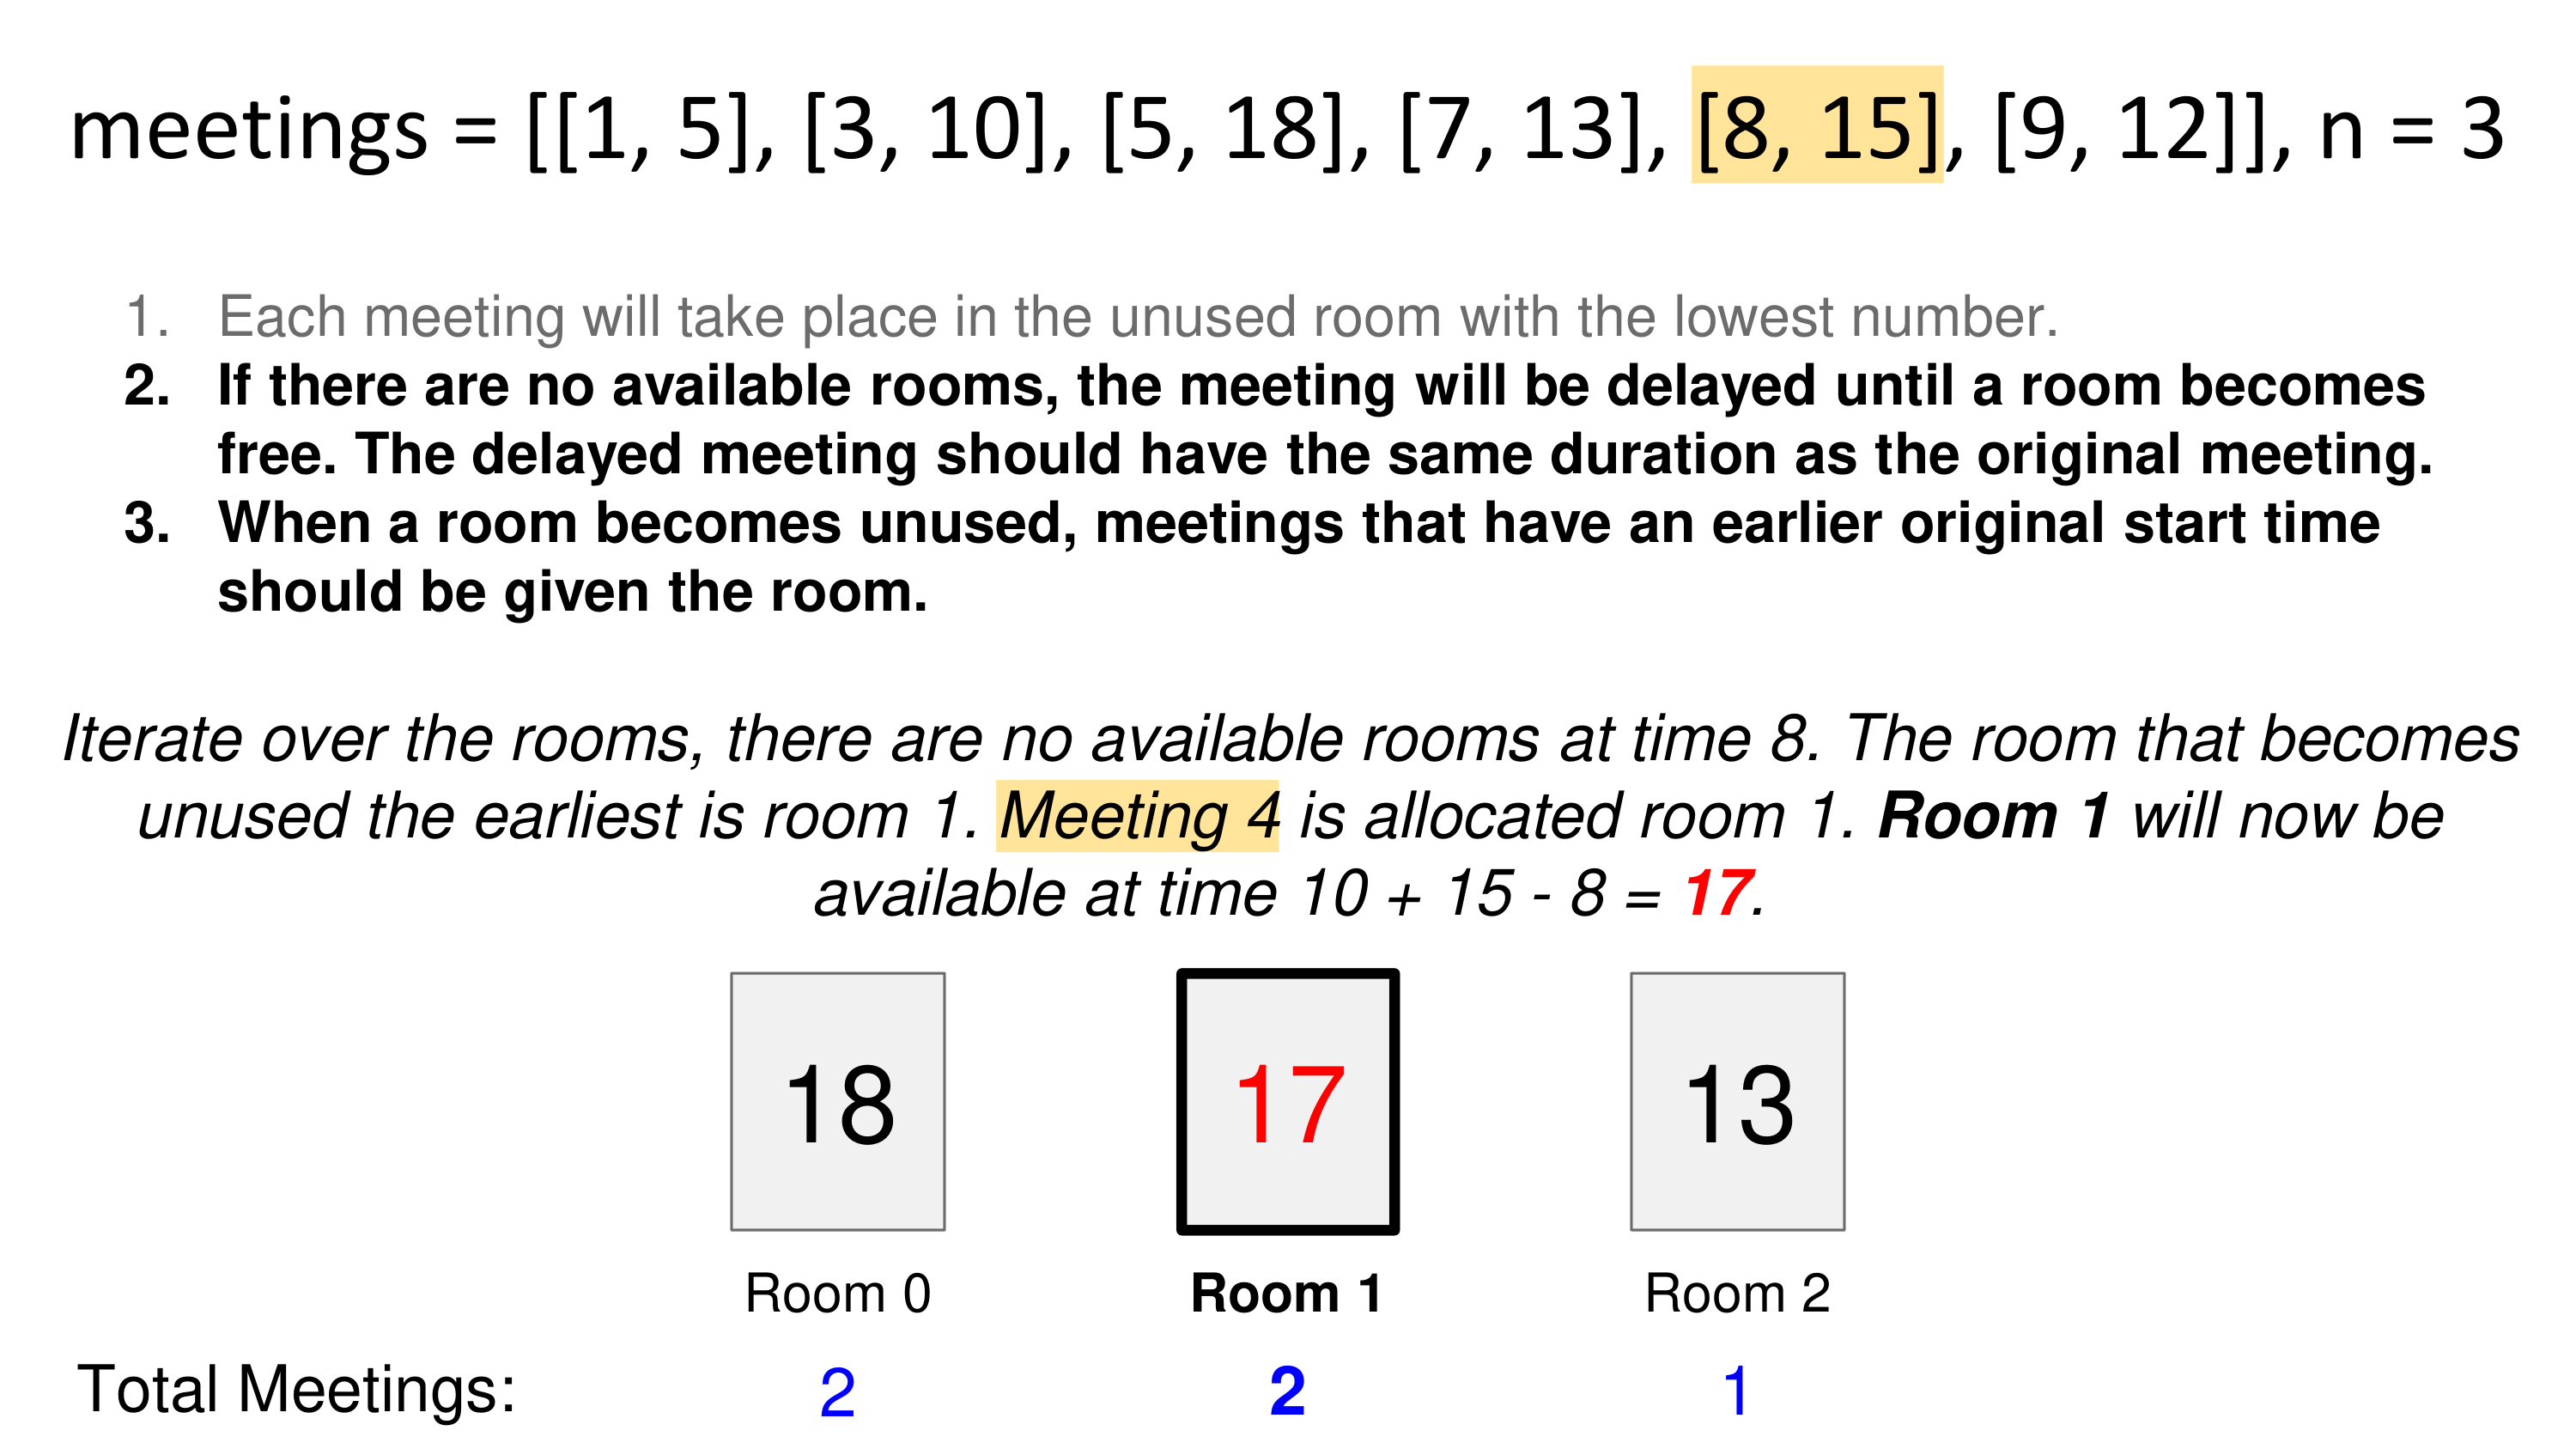 meetings = [[1, 5], [3, 10], [5, 18], [7, 13], [8, 15], [9, 12]], n = 3
1. Each meeting will take place in the unused room with the lowest number.
2. If there are no available rooms, the meeting will be delayed until a room becomes
free. The delayed meeting should have the same duration as the original meeting.
3. When a room becomes unused, meetings that have an earlier original start time
should be given the room.
Iterate over the rooms, there are no available rooms at time 8. The room that becomes
unused the earliest is room 1. Meeting 4 is allocated room 1. Room 1 will now be
available at time 10 + 15 - 8 = 17.
18 17 13
Room 0 Room 1 Room 2
Total Meetings: 2 2 1